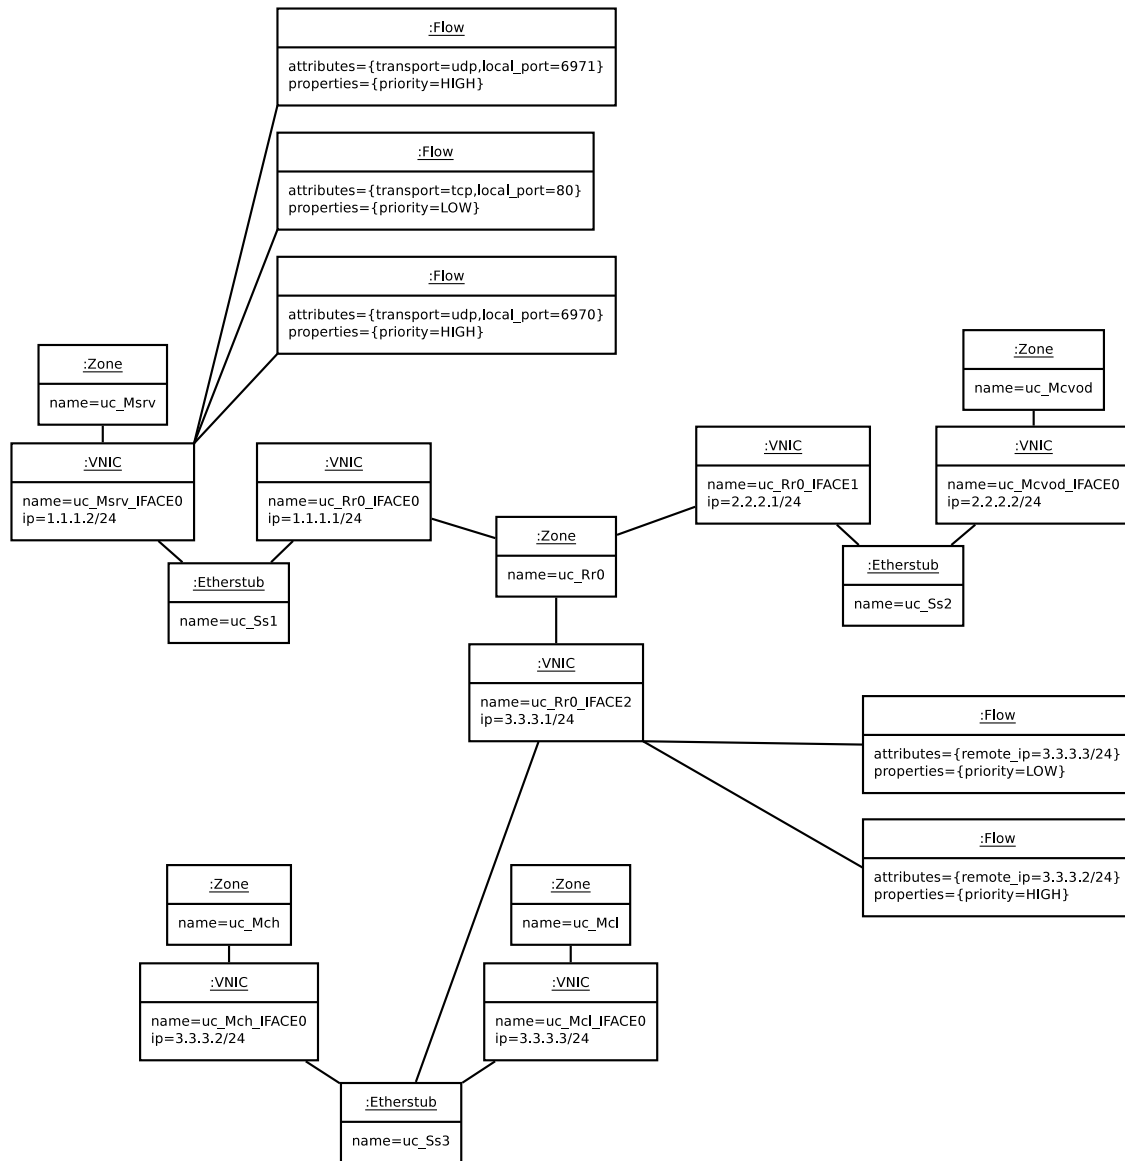 :Flow
attributes={transport=udp,local_port=6971}
properties={priority=HIGH}
:Flow
attributes={transport=tcp,local_port=80}
properties={priority=LOW}
:Flow
attributes={transport=udp,local_port=6970}
properties={priority=HIGH}
:Zone
name=uc_Msrv
:Zone
name=uc_Mcvod
:VNIC
name=uc_Msrv_IFACE0
ip=1.1.1.2/24
:VNIC
name=uc_Rr0_IFACE0
ip=1.1.1.1/24
:VNIC
name=uc_Rr0_IFACE1
ip=2.2.2.1/24
:VNIC
name=uc_Mcvod_IFACE0
ip=2.2.2.2/24
:Zone
name=uc_Rr0
:Etherstub
name=uc_Ss1
:Etherstub
name=uc_Ss2
:VNIC
name=uc_Rr0_IFACE2
ip=3.3.3.1/24
:Flow
attributes={remote_ip=3.3.3.3/24}
properties={priority=LOW}
:Flow
attributes={remote_ip=3.3.3.2/24}
properties={priority=HIGH}
:Zone
name=uc_Mch
:Zone
name=uc_Mcl
:VNIC
name=uc_Mch_IFACE0
ip=3.3.3.2/24
:VNIC
name=uc_Mcl_IFACE0
ip=3.3.3.3/24
:Etherstub
name=uc_Ss3